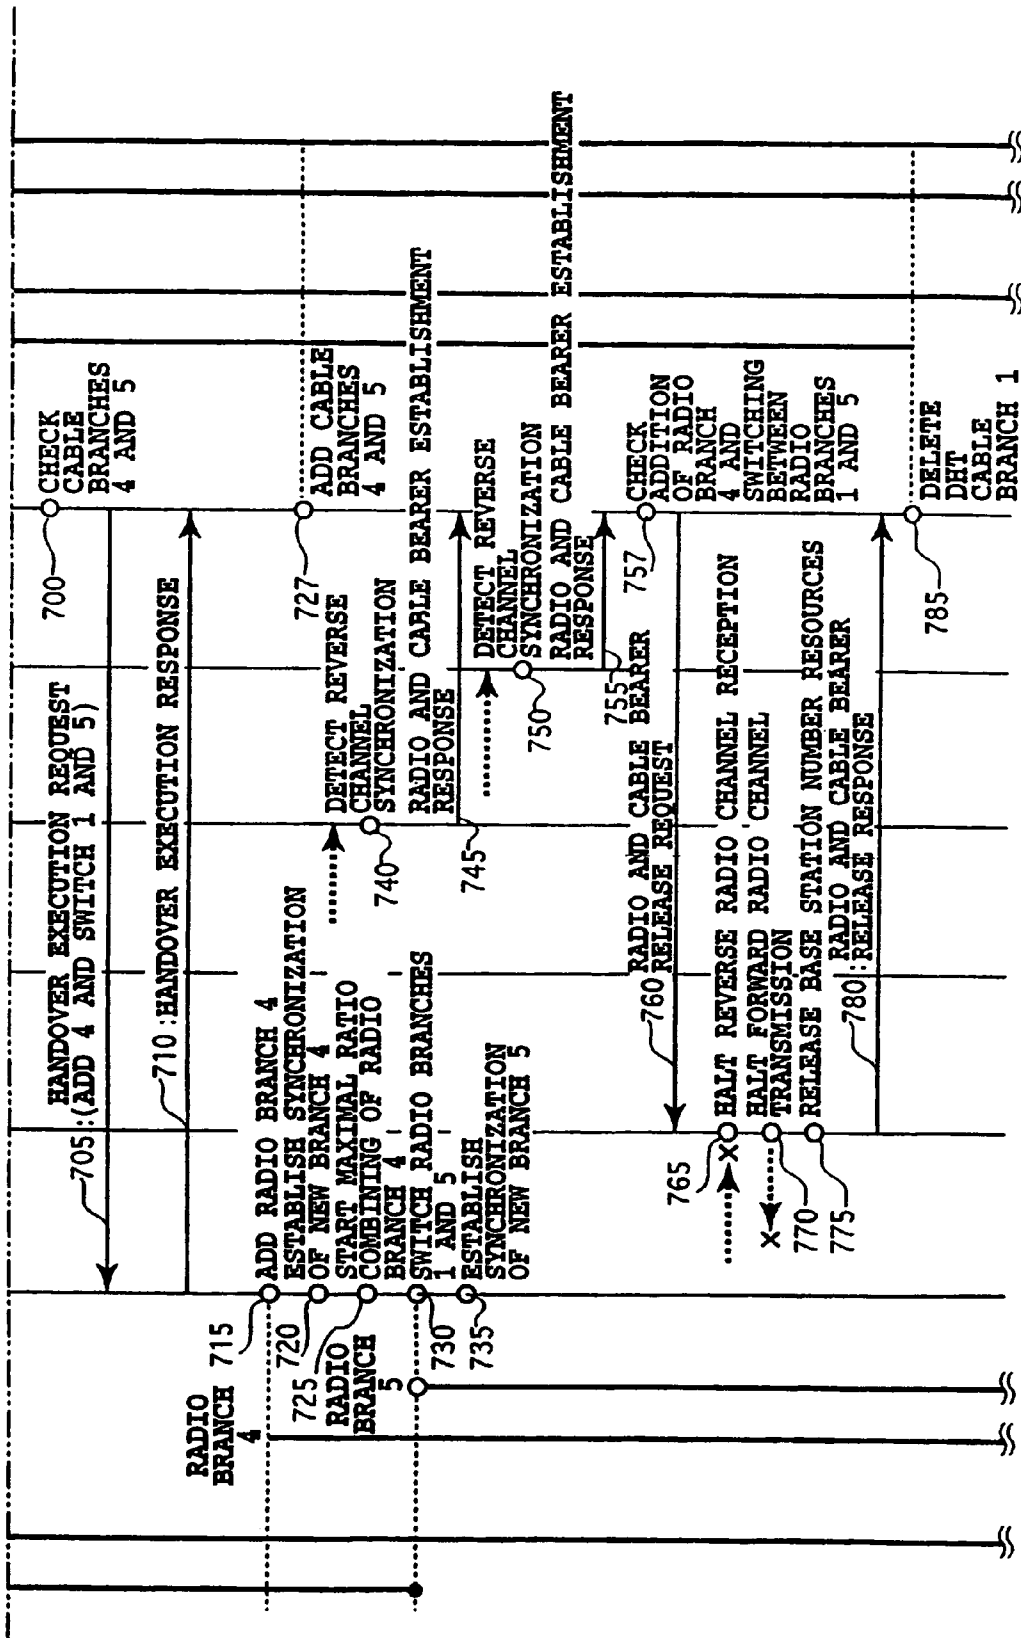 700
CHECK
CABLE
BRANCHES
4 AND 5
HANDOVER EXECUTION REQUEST
705:(ADD 4 AND SWITCH 1 AND 5)
710:HANDOVER EXECUTION RESPONSE
RADIO
BRANCH
4
715
ADD RADIO BRANCH 4
720
ESTABLISH SYNCHRONIZATION
OF NEW BRANCH 4
725
START MAXIMAL RATIO
COMBINING OF RADIO
BRANCH 4
727
ADD CABLE
BRANCHES
4 AND 5
RADIO
BRANCH
5
730
SWITCH RADIO BRANCHES
1 AND 5
735
ESTABLISH
SYNCHRONIZATION
OF NEW BRANCH 5
740
DETECT REVERSE
CHANNEL
SYNCHRONIZATION
745
RADIO AND CABLE BEARER ESTABLISHMENT
RESPONSE
750
DETECT REVERSE
CHANNEL
SYNCHRONIZATION
755
RADIO AND CABLE BEARER ESTABLISHMENT
RESPONSE
757
CHECK
ADDITION
OF RADIO
BRANCH
4 AND
SWITCHING
BETWEEN
RADIO
BRANCHES
1 AND 5
RADIO AND CABLE BEARER
760 RELEASE REQUEST
765
HALT REVERSE RADIO CHANNEL RECEPTION
770
HALT FORWARD RADIO CHANNEL
TRANSMISSION
775
RELEASE BASE STATION NUMBER RESOURCES
RADIO AND CABLE BEARER
780:RELEASE RESPONSE
785
DELETE
DHT
CABLE
BRANCH 1